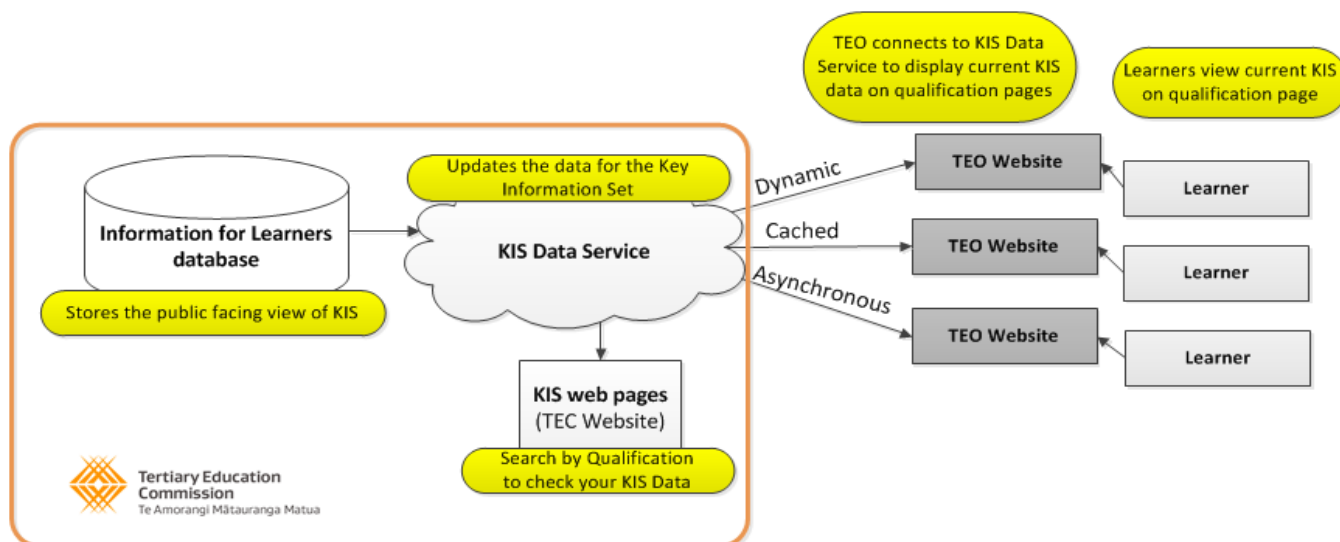 TEO connects to KIS Data
Service to display current KIS
data on qualification pages
Learners view current KIS
on qualification page
Updates the data for the Key
Information Set
Information for Learners
database
Stores the public facing view of KIS
KIS Data Service
Dynamic
Cached
Asynchronous
TEO Website
Learner
TEO Website
Learner
TEO Website
Learner
KIS web pages
(TEC Website)
Search by Qualification
to check your KIS Data
Tertiary Education
Commission
Te Amorangi Mātauranga Matua